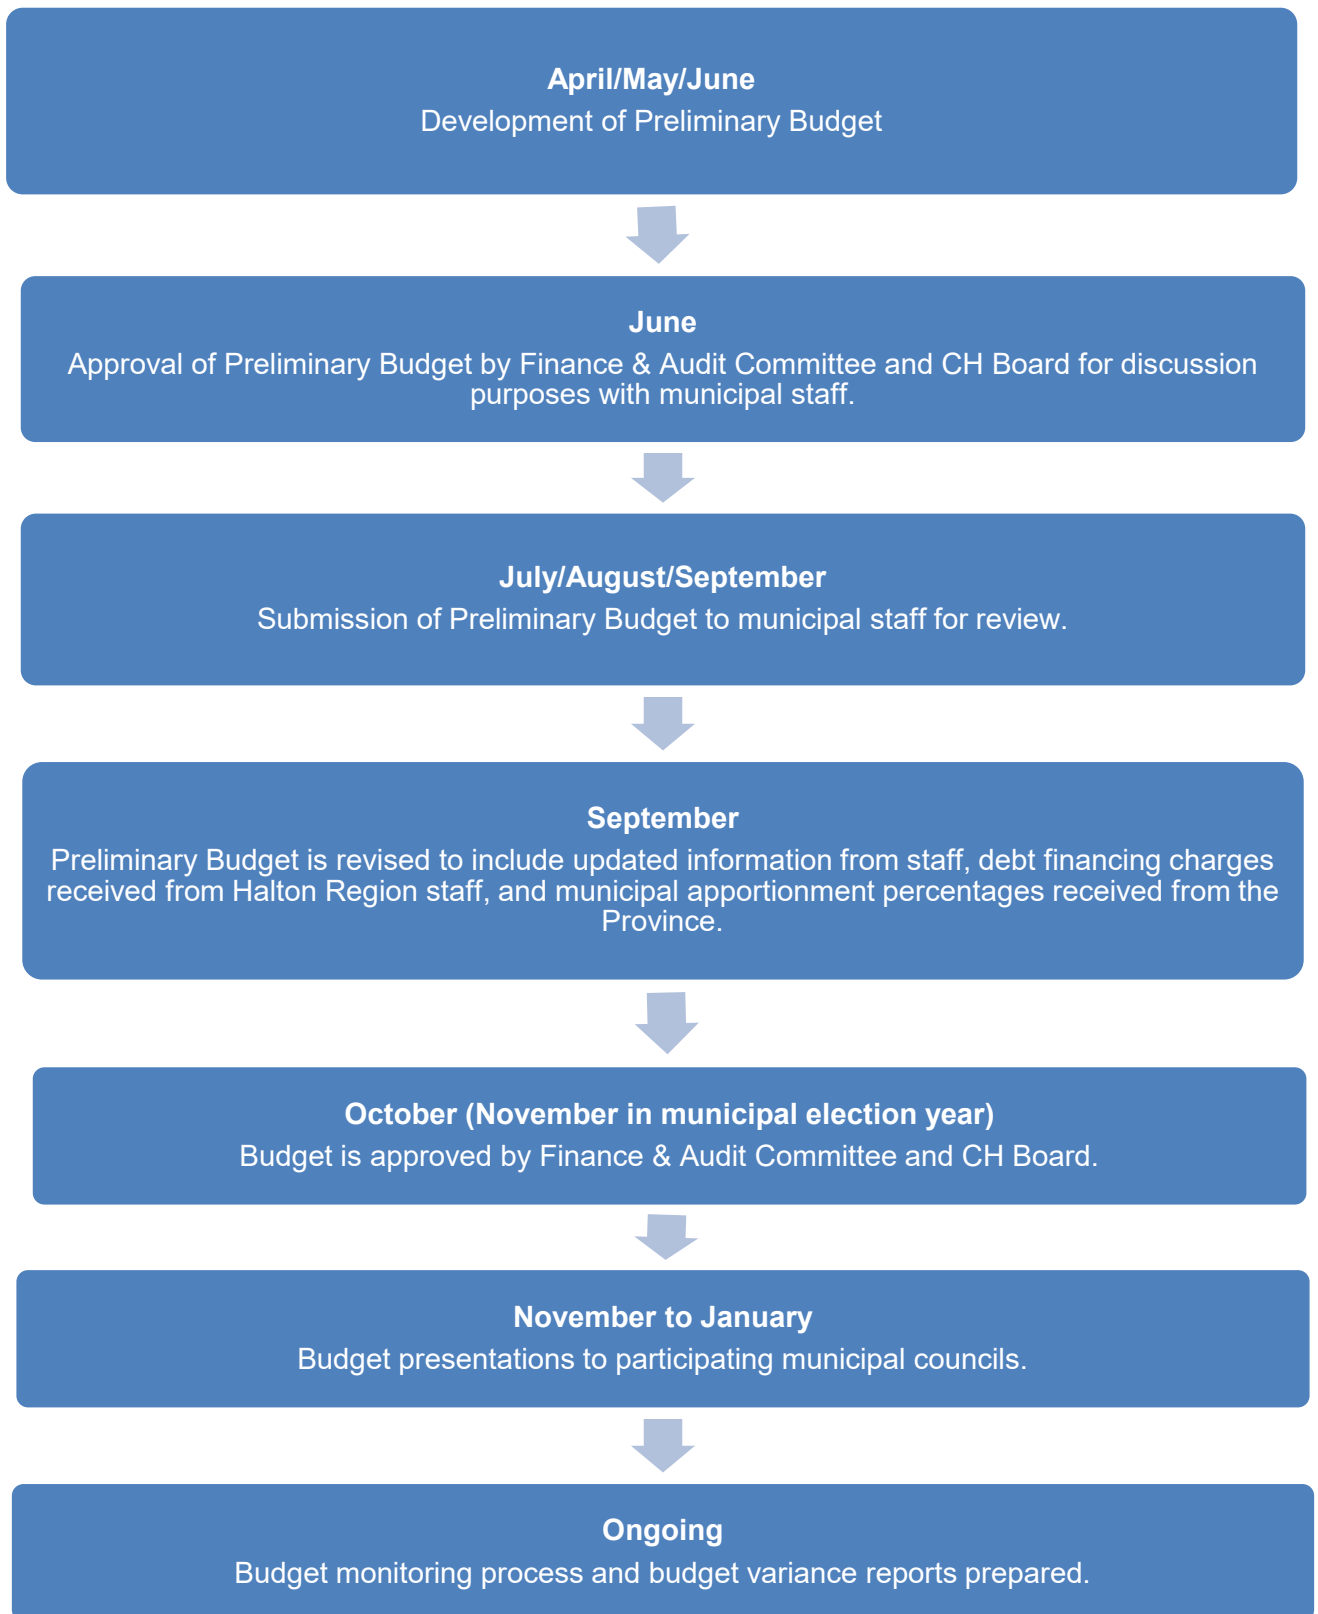 April/May/June
Development of Preliminary Budget
June
Approval of Preliminary Budget by Finance & Audit Committee and CH Board for discussion
purposes with municipal staff.
July/August/September
Submission of Preliminary Budget to municipal staff for review.
September
Preliminary Budget is revised to include updated information from staff, debt financing charges
received from Halton Region staff, and municipal apportionment percentages received from the
Province.
October (November in municipal election year)
Budget is approved by Finance & Audit Committee and CH Board.
November to January
Budget presentations to participating municipal councils.
Ongoing
Budget monitoring process and budget variance reports prepared.